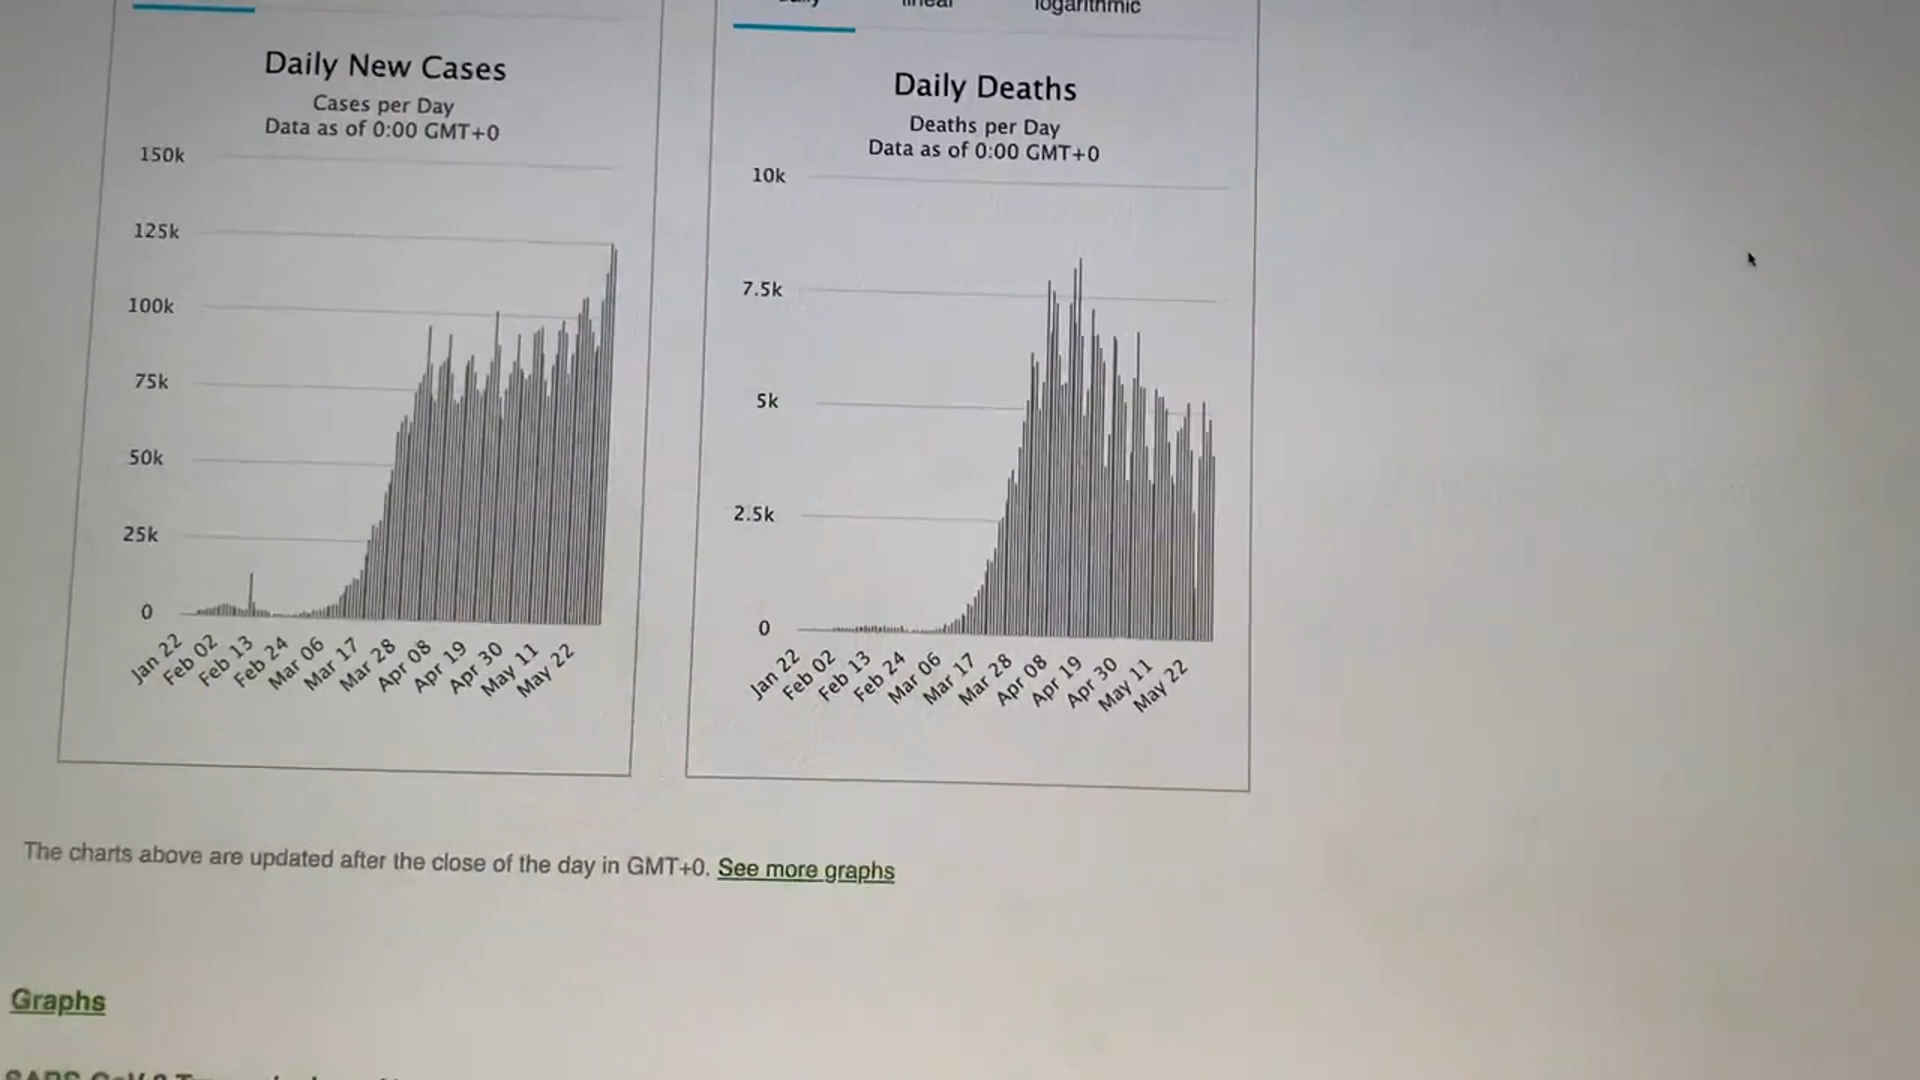 daily linear logarithmic
Daily New Cases
Cases per Day
Data as of 0:00 GMT+0
150k
125k
100k
75k
50k
25k
0
Jan 22
Feb 02
Feb 13
Feb 24
Mar 06
Mar 17
Mar 28
Apr 08
Apr 19
Apr 30
May 11
May 22
Daily Deaths
Deaths per Day
Data as of 0:00 GMT+0
10k
7.5k
5k
2.5k
0
Jan 22
Feb 02
Feb 13
Feb 24
Mar 06
Mar 17
Mar 28
Apr 08
Apr 19
Apr 30
May 11
May 22
The charts above are updated after the close of the day in GMT+0. See more graphs
Graphs